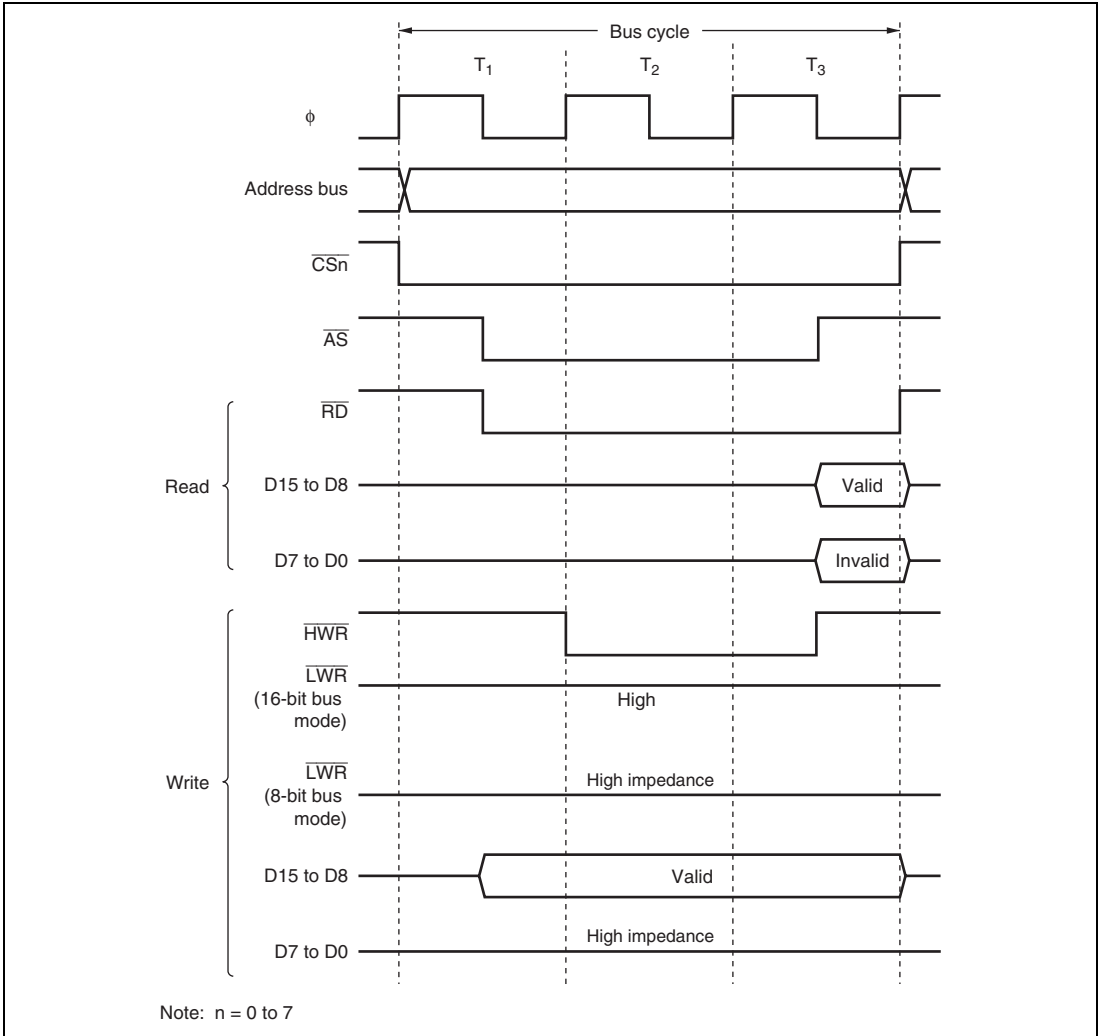 Bus cycle
T1 T2 T3
ϕ
Address bus
CSn
AS
RD
Read
D15 to D8 Valid
D7 to D0 Invalid
HWR
LWR
(16-bit bus High
mode)
Write
LWR High impedance
(8-bit bus
mode)
D15 to D8 Valid
D7 to D0 High impedance
Note: n = 0 to 7